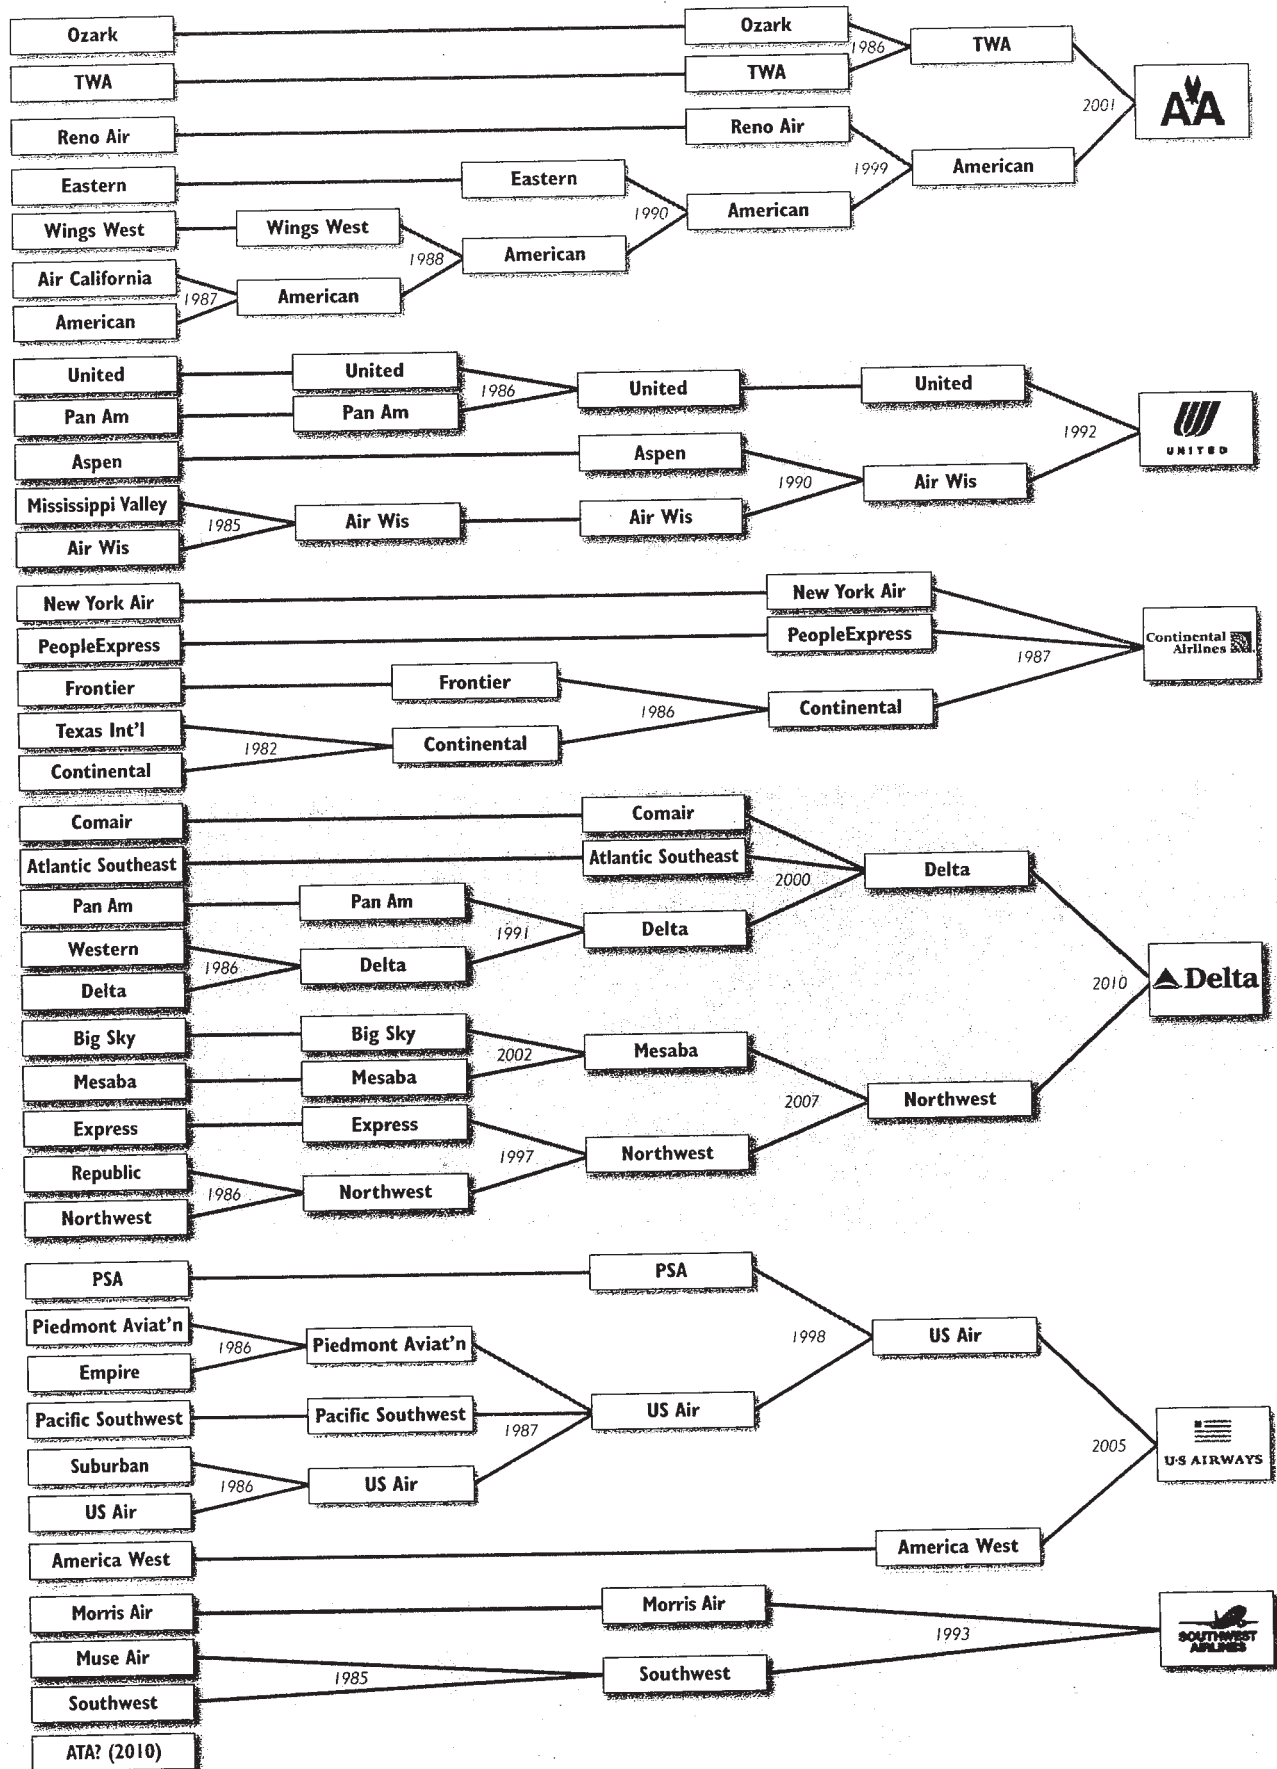 Ozark
Ozark
1986
TWA
TWA
TWA
2001
AA
Reno Air
Reno Air
1999
American
Eastern
Eastern
1990
American
Wings West
Wings West
1988
American
Air California
1987
American
American
United
United
1986
United
United
Pan Am
Pan Am
1992
UNITED
Aspen
Aspen
1990
Air Wis
Mississippi Valley
1985
Air Wis
Air Wis
Air Wis
New York Air
New York Air
PeopleExpress
PeopleExpress
1987
Continental
Airlines
Frontier
Frontier
1986
Continental
Texas Int'l
1982
Continental
Continental
Comair
Comair
Atlantic Southeast
Atlantic Southeast
2000
Delta
Pan Am
Pan Am
1991
Delta
Western
1986
Delta
Delta
2010
Delta
Big Sky
Big Sky
2002
Mesaba
Mesaba
Mesaba
2007
Northwest
Express
Express
1997
Northwest
Republic
1986
Northwest
Northwest
PSA
PSA
1998
US Air
Piedmont Aviat'n
1986
Piedmont Aviat'n
Empire
Pacific Southwest
Pacific Southwest
1987
US Air
Suburban
1986
US Air
US Air
2005
U·S AIRWAYS
America West
America West
Morris Air
Morris Air
1993
SOUTHWEST
AIRLINES
Muse Air
1985
Southwest
Southwest
ATA? (2010)